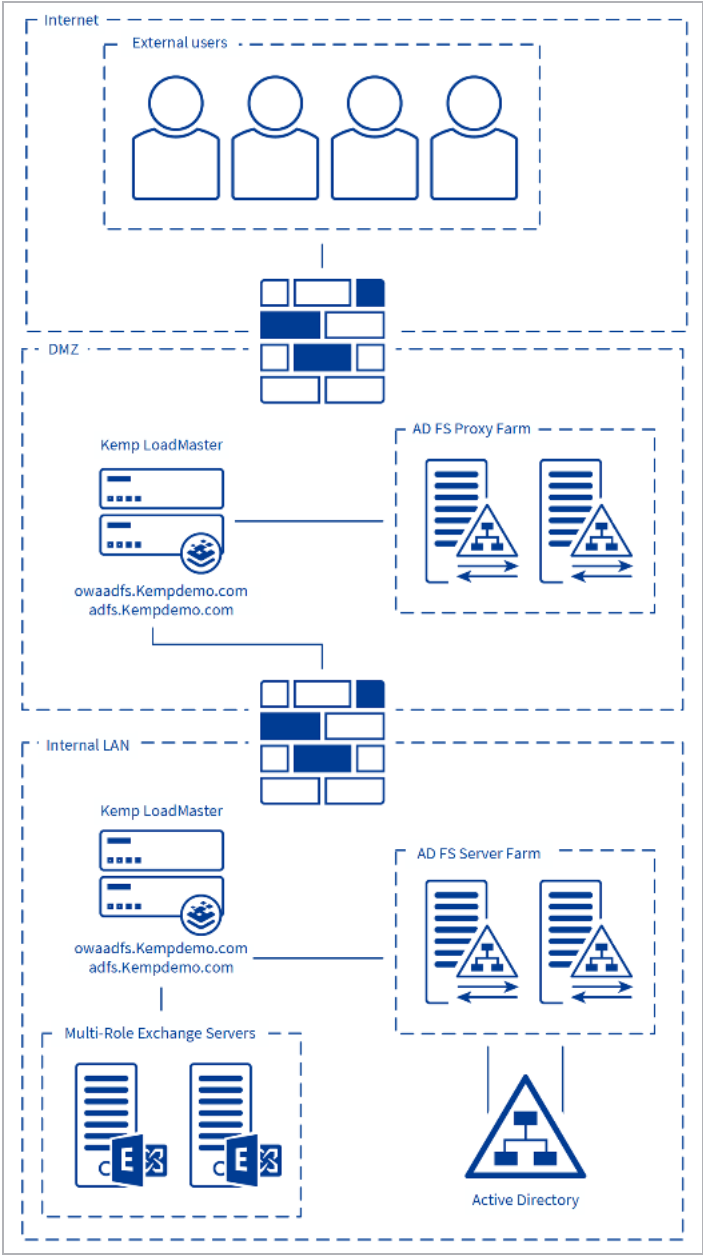 Internet
External users
DMZ
Kemp LoadMaster
AD FS Proxy Farm
owaadfs.Kempdemo.com
adfs.Kempdemo.com
Internal LAN
Kemp LoadMaster
AD FS Server Farm
owaadfs.Kempdemo.com
adfs.Kempdemo.com
Multi-Role Exchange Servers
C E
C E
Active Directory